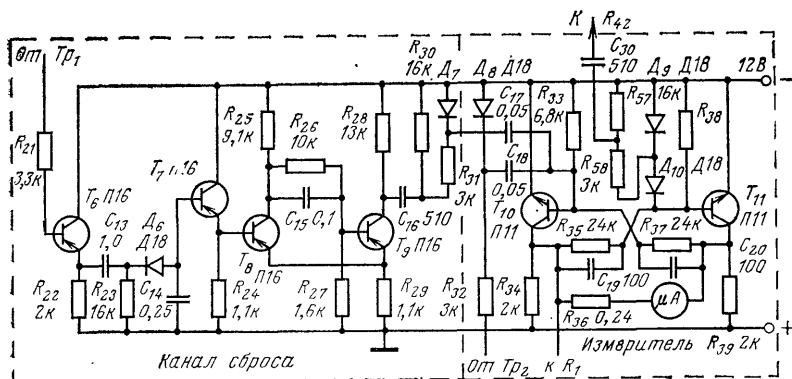 От Тр₁
R₂₁
3,3к
Т₆ П16
С₁₃
1,0
R₂₂
2к
R₂₃
16к
Д₆
Д18
С₁₄
0,25
Т₇ П16
R₂₄
1,1к
R₂₅
9,1к
R₂₆
10к
С₁₅ 0,1
Т₈ П16
R₂₇
1,6к
R₂₈
13к
Т₉ П16
R₂₉
1,1к
R₃₀
16к
С₁₆ 510
Д₇
R₃₁
3к
Канал сброса
Д₈ Д18
С₁₇
0,05
С₁₈
0,05
R₃₂
3к
От Тр₂
R₃₃
6,8к
Т₁₀
П11
R₃₄
2к
к R₁
R₃₅ 24к
С₁₉ 100
R₃₆ 0,24
μА
К R₄₂
С₃₀
510
R₅₇
16к
R₅₈
3к
Д₉ Д18
Д₁₀ Д18
R₃₇ 24к
R₃₈
Т₁₁
П11
С₂₀
100
R₃₉ 2к
Измеритель
12В
−
+